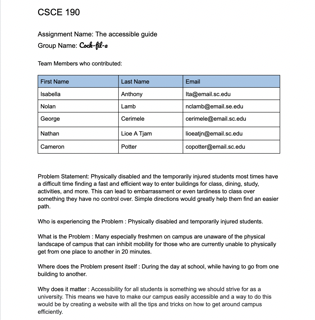 CSCE 190
Assignment Name: The accessible guide
Group Name: Cock-fil-a
Team Members who contributed:
First Name Last Name Email
Isabella Anthony lta@email.sc.edu
Nolan Lamb nclamb@email.se.edu
George Cerimele cerimele@email.sc.edu
Nathan Lioe A Tjam lioeatjn@email.sc.edu
Cameron Potter copotter@email.sc.edu
Problem Statement: Physically disabled and the temporarily injured students most times have
a difficult time finding a fast and efficient way to enter buildings for class, dining, study,
activities, and more. This can lead to embarrassment or even tardiness to class over
something they have no control over. Simple directions would greatly help them find an easier
path.
Who is experiencing the Problem : Physically disabled and temporarily injured students.
What is the Problem : Many especially freshmen on campus are unaware of the physical
landscape of campus that can inhibit mobility for those who are currently unable to physically
get from one place to another in 20 minutes.
Where does the Problem present itself : During the day at school, while having to go from one
building to another.
Why does it matter : Accessibility for all students is something we should strive for as a
university. This means we have to make our campus easily accessible and a way to do this
would be by creating a website with all the tips and tricks on how to get around campus
efficiently.